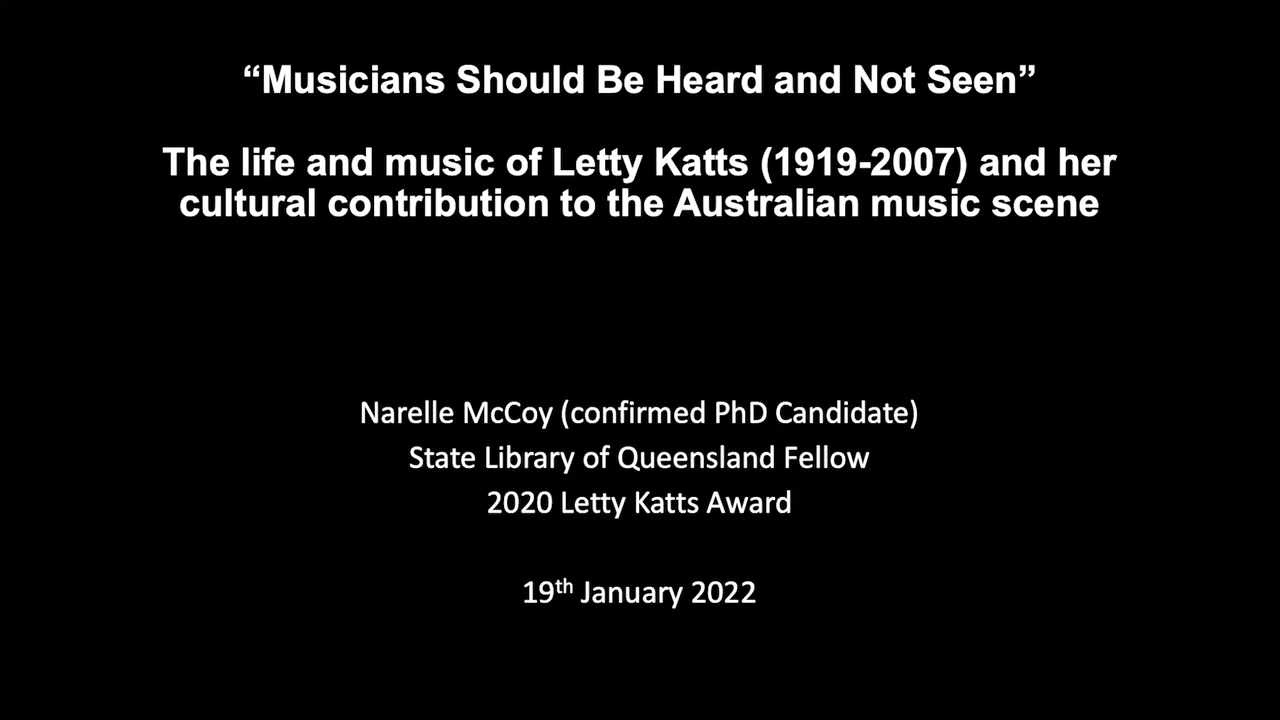 “Musicians Should Be Heard and Not Seen”
The life and music of Letty Katts (1919-2007) and her
cultural contribution to the Australian music scene
Narelle McCoy (confirmed PhD Candidate)
State Library of Queensland Fellow
2020 Letty Katts Award
19th January 2022